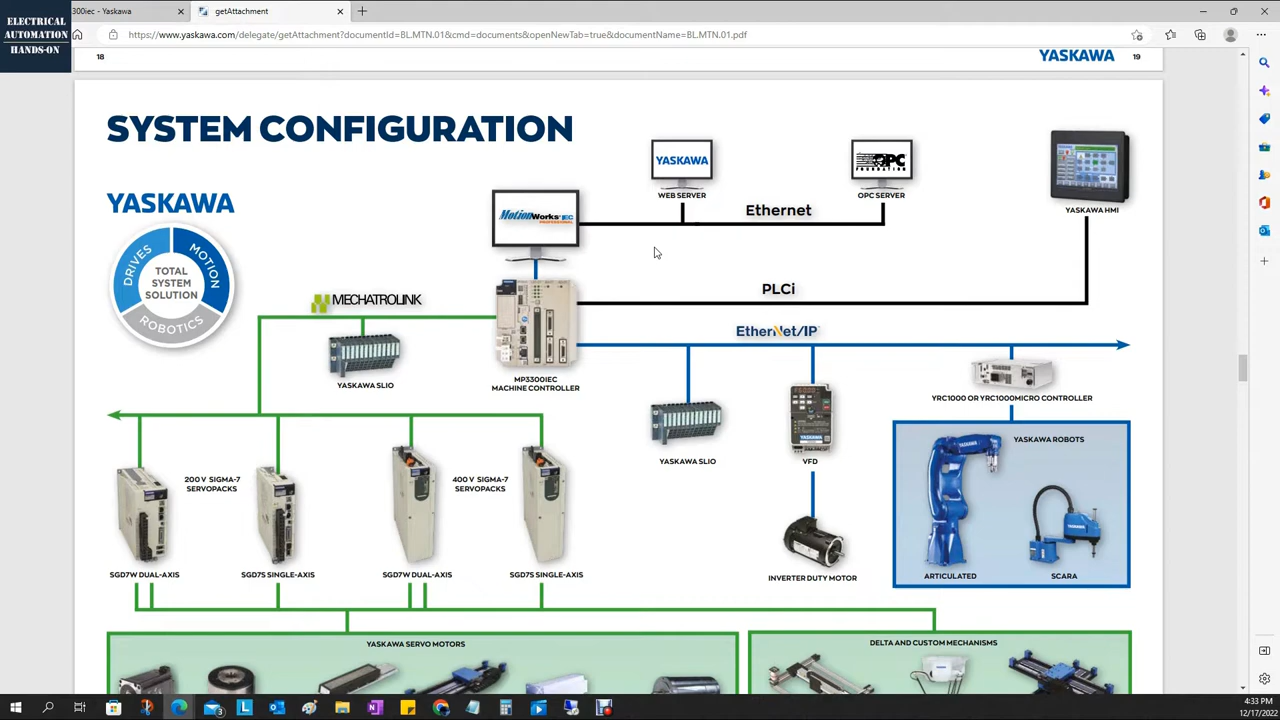 ELECTRICAL
AUTOMATION
HANDS-ON
300iec - Yaskawa
getAttachment
https://www.yaskawa.com/delegate/getAttachment?documentId=BL.MTN.01&cmd=documents&openNewTab=true&documentName=BL.MTN.01.pdf
18
YASKAWA
19
SYSTEM CONFIGURATION
YASKAWA
DRIVES
MOTION
ROBOTICS
TOTAL
SYSTEM
SOLUTION
MotionWorks IEC
PROFESSIONAL
YASKAWA
WEB SERVER
OPC
FOUNDATION
OPC SERVER
YASKAWA HMI
Ethernet
PLCi
MECHATROLINK
EtherNet/IP
YASKAWA SLIO
MP3300IEC
MACHINE CONTROLLER
YASKAWA SLIO
VFD
YRC1000 OR YRC1000MICRO CONTROLLER
YASKAWA ROBOTS
200 V SIGMA-7
SERVOPACKS
400 V SIGMA-7
SERVOPACKS
SGD7W DUAL-AXIS
SGD7S SINGLE-AXIS
SGD7W DUAL-AXIS
SGD7S SINGLE-AXIS
INVERTER DUTY MOTOR
ARTICULATED
SCARA
YASKAWA SERVO MOTORS
DELTA AND CUSTOM MECHANISMS
4:33 PM
12/17/2022